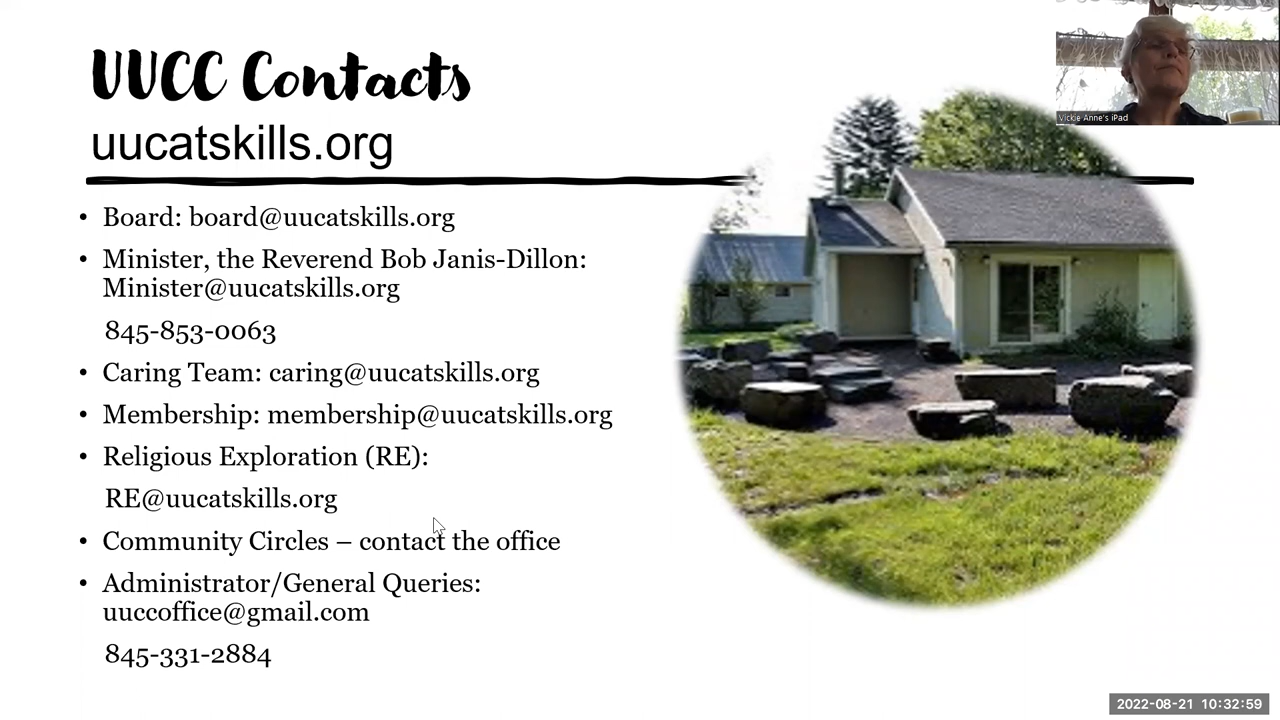 UUCC Contacts
uucatskills.org
Vickie Anne's iPad
• Board: board@uucatskills.org
• Minister, the Reverend Bob Janis-Dillon:
Minister@uucatskills.org
845-853-0063
• Caring Team: caring@uucatskills.org
• Membership: membership@uucatskills.org
• Religious Exploration (RE):
RE@uucatskills.org
• Community Circles – contact the office
• Administrator/General Queries:
uuccoffice@gmail.com
845-331-2884
2022-08-21 10:32:59